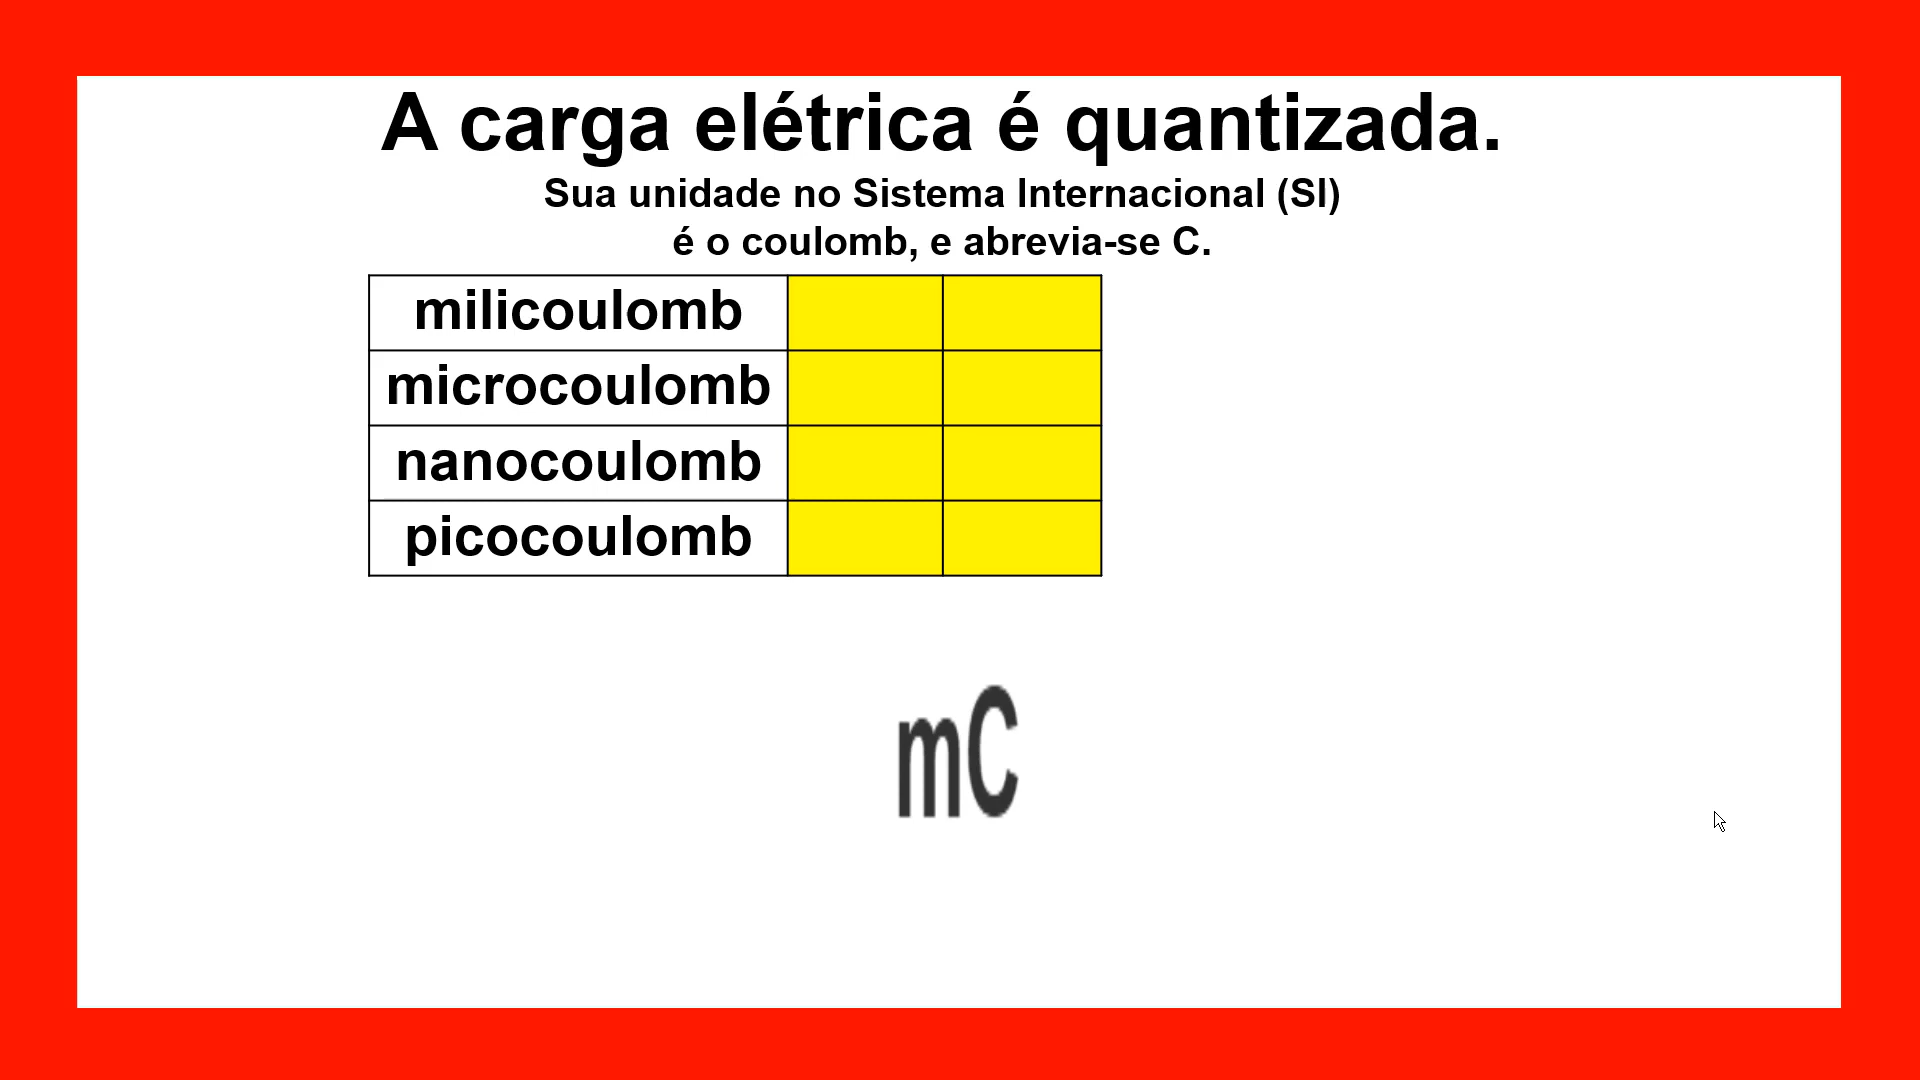 A carga elétrica é quantizada.
Sua unidade no Sistema Internacional (SI)
é o coulomb, e abrevia-se C.
milicoulomb
microcoulomb
nanocoulomb
picocoulomb
mC